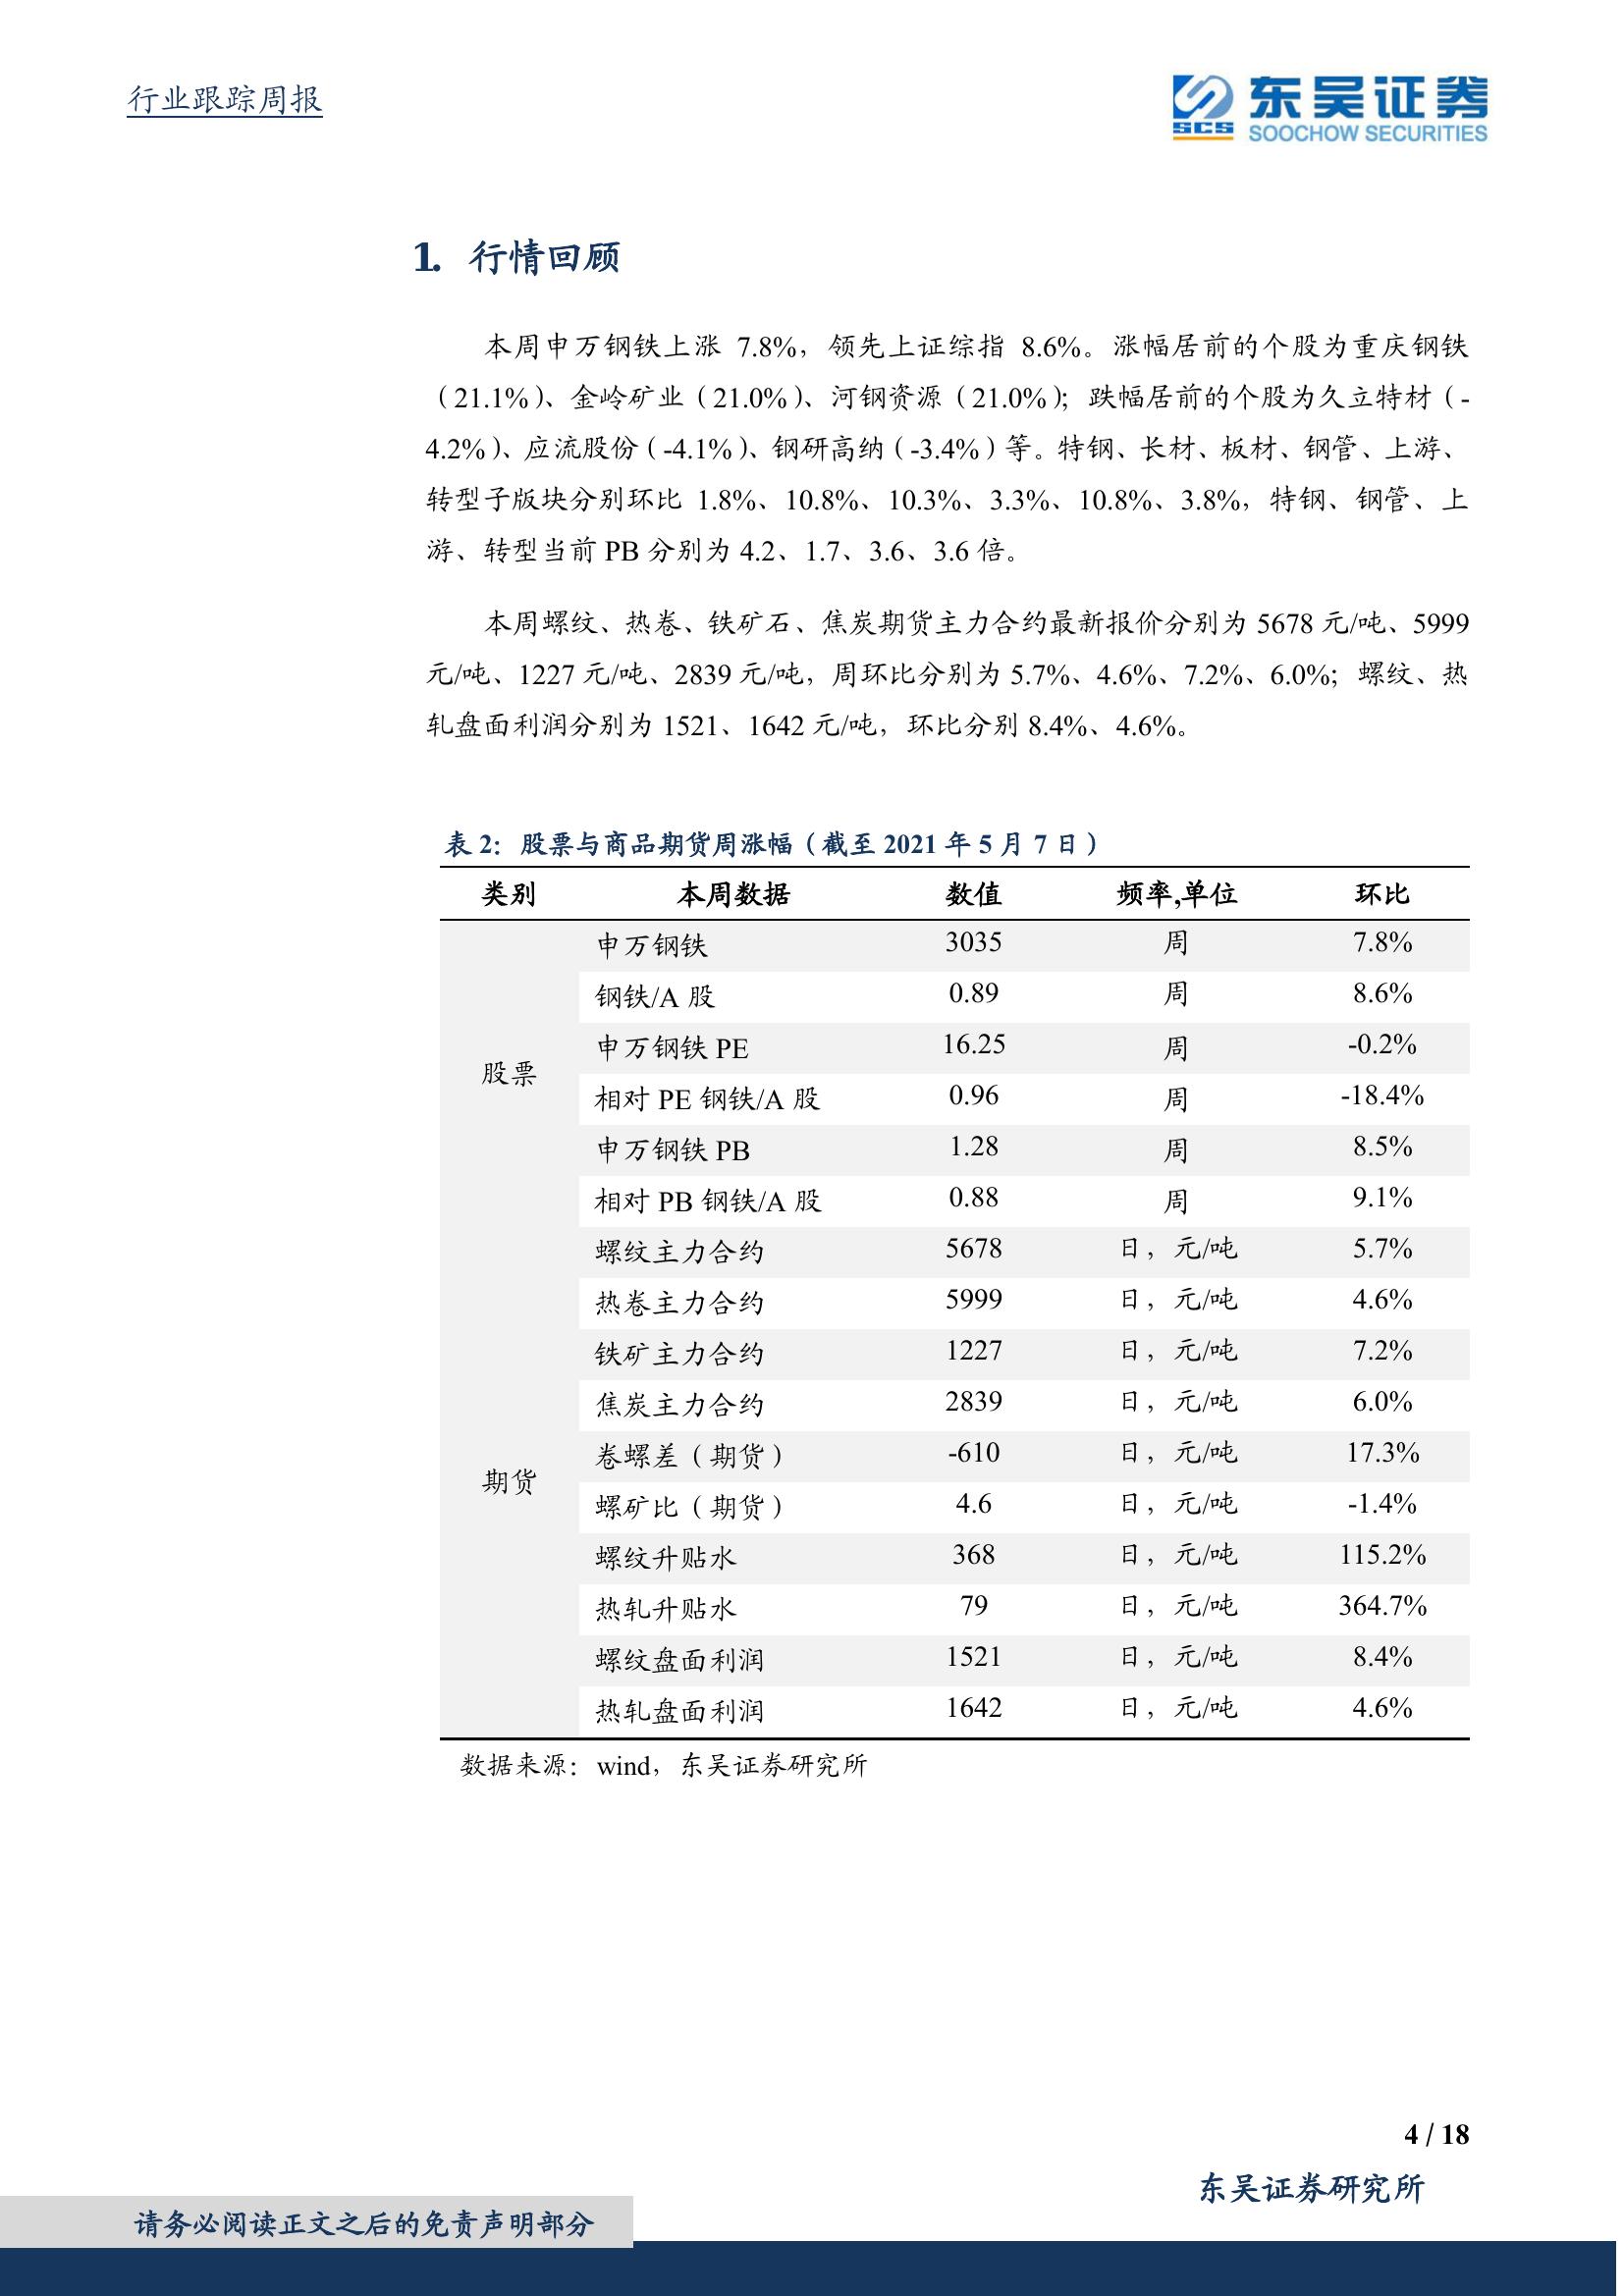 行业跟踪周报
SCS 东吴证券
SOOCHOW SECURITIES
1. 行情回顾
本周申万钢铁上涨 7.8%，领先上证综指 8.6%。涨幅居前的个股为重庆钢铁
（21.1%）、金岭矿业（21.0%）、河钢资源（21.0%）；跌幅居前的个股为久立特材（-
4.2%）、应流股份（-4.1%）、钢研高纳（-3.4%）等。特钢、长材、板材、钢管、上游、
转型子版块分别环比 1.8%、10.8%、10.3%、3.3%、10.8%、3.8%，特钢、钢管、上
游、转型当前 PB 分别为 4.2、1.7、3.6、3.6 倍。
本周螺纹、热卷、铁矿石、焦炭期货主力合约最新报价分别为 5678 元/吨、5999
元/吨、1227 元/吨、2839 元/吨，周环比分别为 5.7%、4.6%、7.2%、6.0%；螺纹、热
轧盘面利润分别为 1521、1642 元/吨，环比分别 8.4%、4.6%。
表 2：股票与商品期货周涨幅（截至 2021 年 5 月 7 日）
类别 本周数据 数值 频率,单位 环比
申万钢铁 3035 周 7.8%
钢铁/A 股 0.89 周 8.6%
申万钢铁 PE 16.25 周 -0.2%
股票
相对 PE 钢铁/A 股 0.96 周 -18.4%
申万钢铁 PB 1.28 周 8.5%
相对 PB 钢铁/A 股 0.88 周 9.1%
螺纹主力合约 5678 日，元/吨 5.7%
热卷主力合约 5999 日，元/吨 4.6%
铁矿主力合约 1227 日，元/吨 7.2%
焦炭主力合约 2839 日，元/吨 6.0%
卷螺差（期货） -610 日，元/吨 17.3%
期货
螺矿比（期货） 4.6 日，元/吨 -1.4%
螺纹升贴水 368 日，元/吨 115.2%
热轧升贴水 79 日，元/吨 364.7%
螺纹盘面利润 1521 日，元/吨 8.4%
热轧盘面利润 1642 日，元/吨 4.6%
数据来源：wind，东吴证券研究所
4 / 18
东吴证券研究所
请务必阅读正文之后的免责声明部分